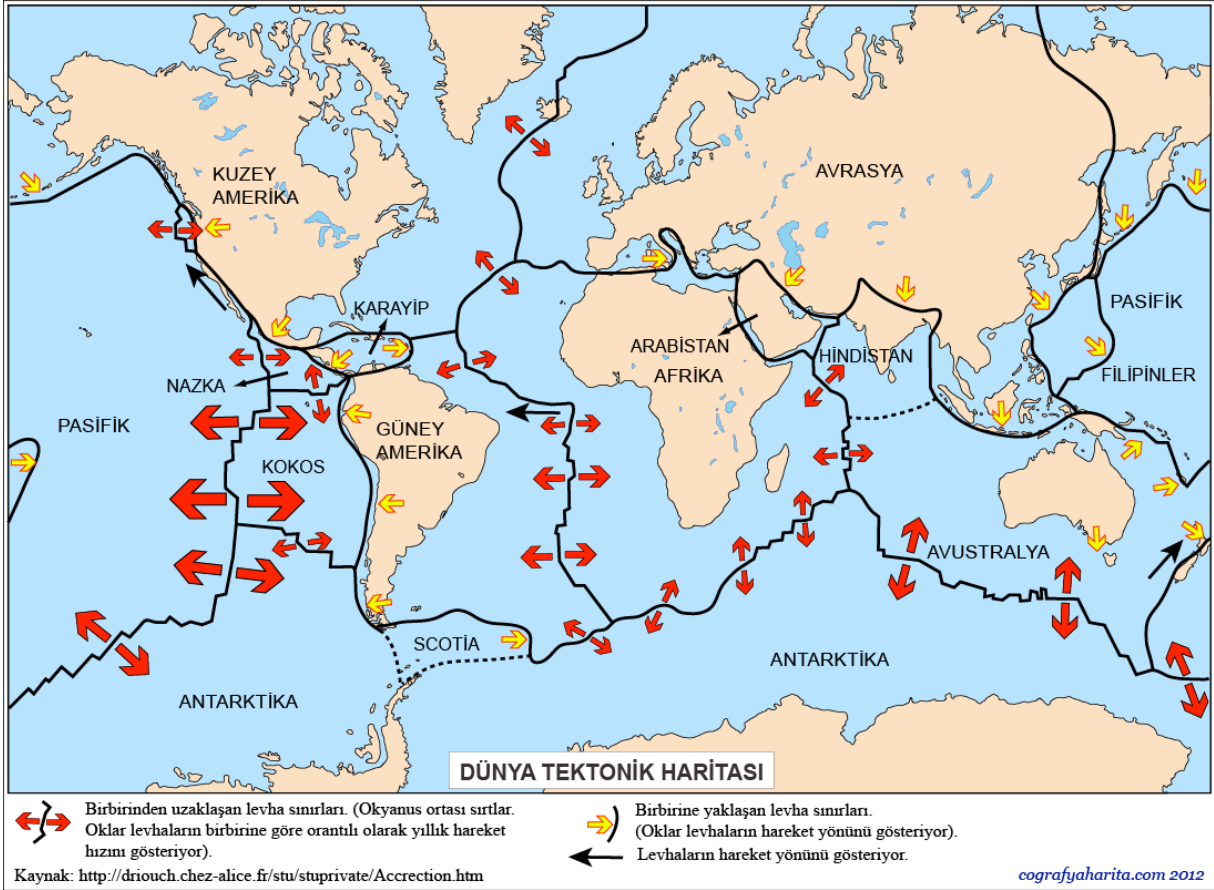 KUZEY
AMERİKA
AVRASYA
KARAYİP
PASİFİK
ARABİSTAN
HİNDİSTAN
AFRİKA
NAZKA
FİLİPİNLER
PASİFİK
GÜNEY
AMERİKA
KOKOS
AVUSTRALYA
SCOTİA
ANTARKTİKA
ANTARKTİKA
DÜNYA TEKTONİK HARİTASI
Birbirinden uzaklaşan levha sınırları. (Okyanus ortası sırtlar.
Oklar levhaların birbirine göre orantılı olarak yıllık hareket
hızını gösteriyor).
Birbirine yaklaşan levha sınırları.
(Oklar levhaların hareket yönünü gösteriyor).
Levhaların hareket yönünü gösteriyor.
Kaynak: http://driouch.chez-alice.fr/stu/stuprivate/Accrection.htm
cografyaharita.com 2012